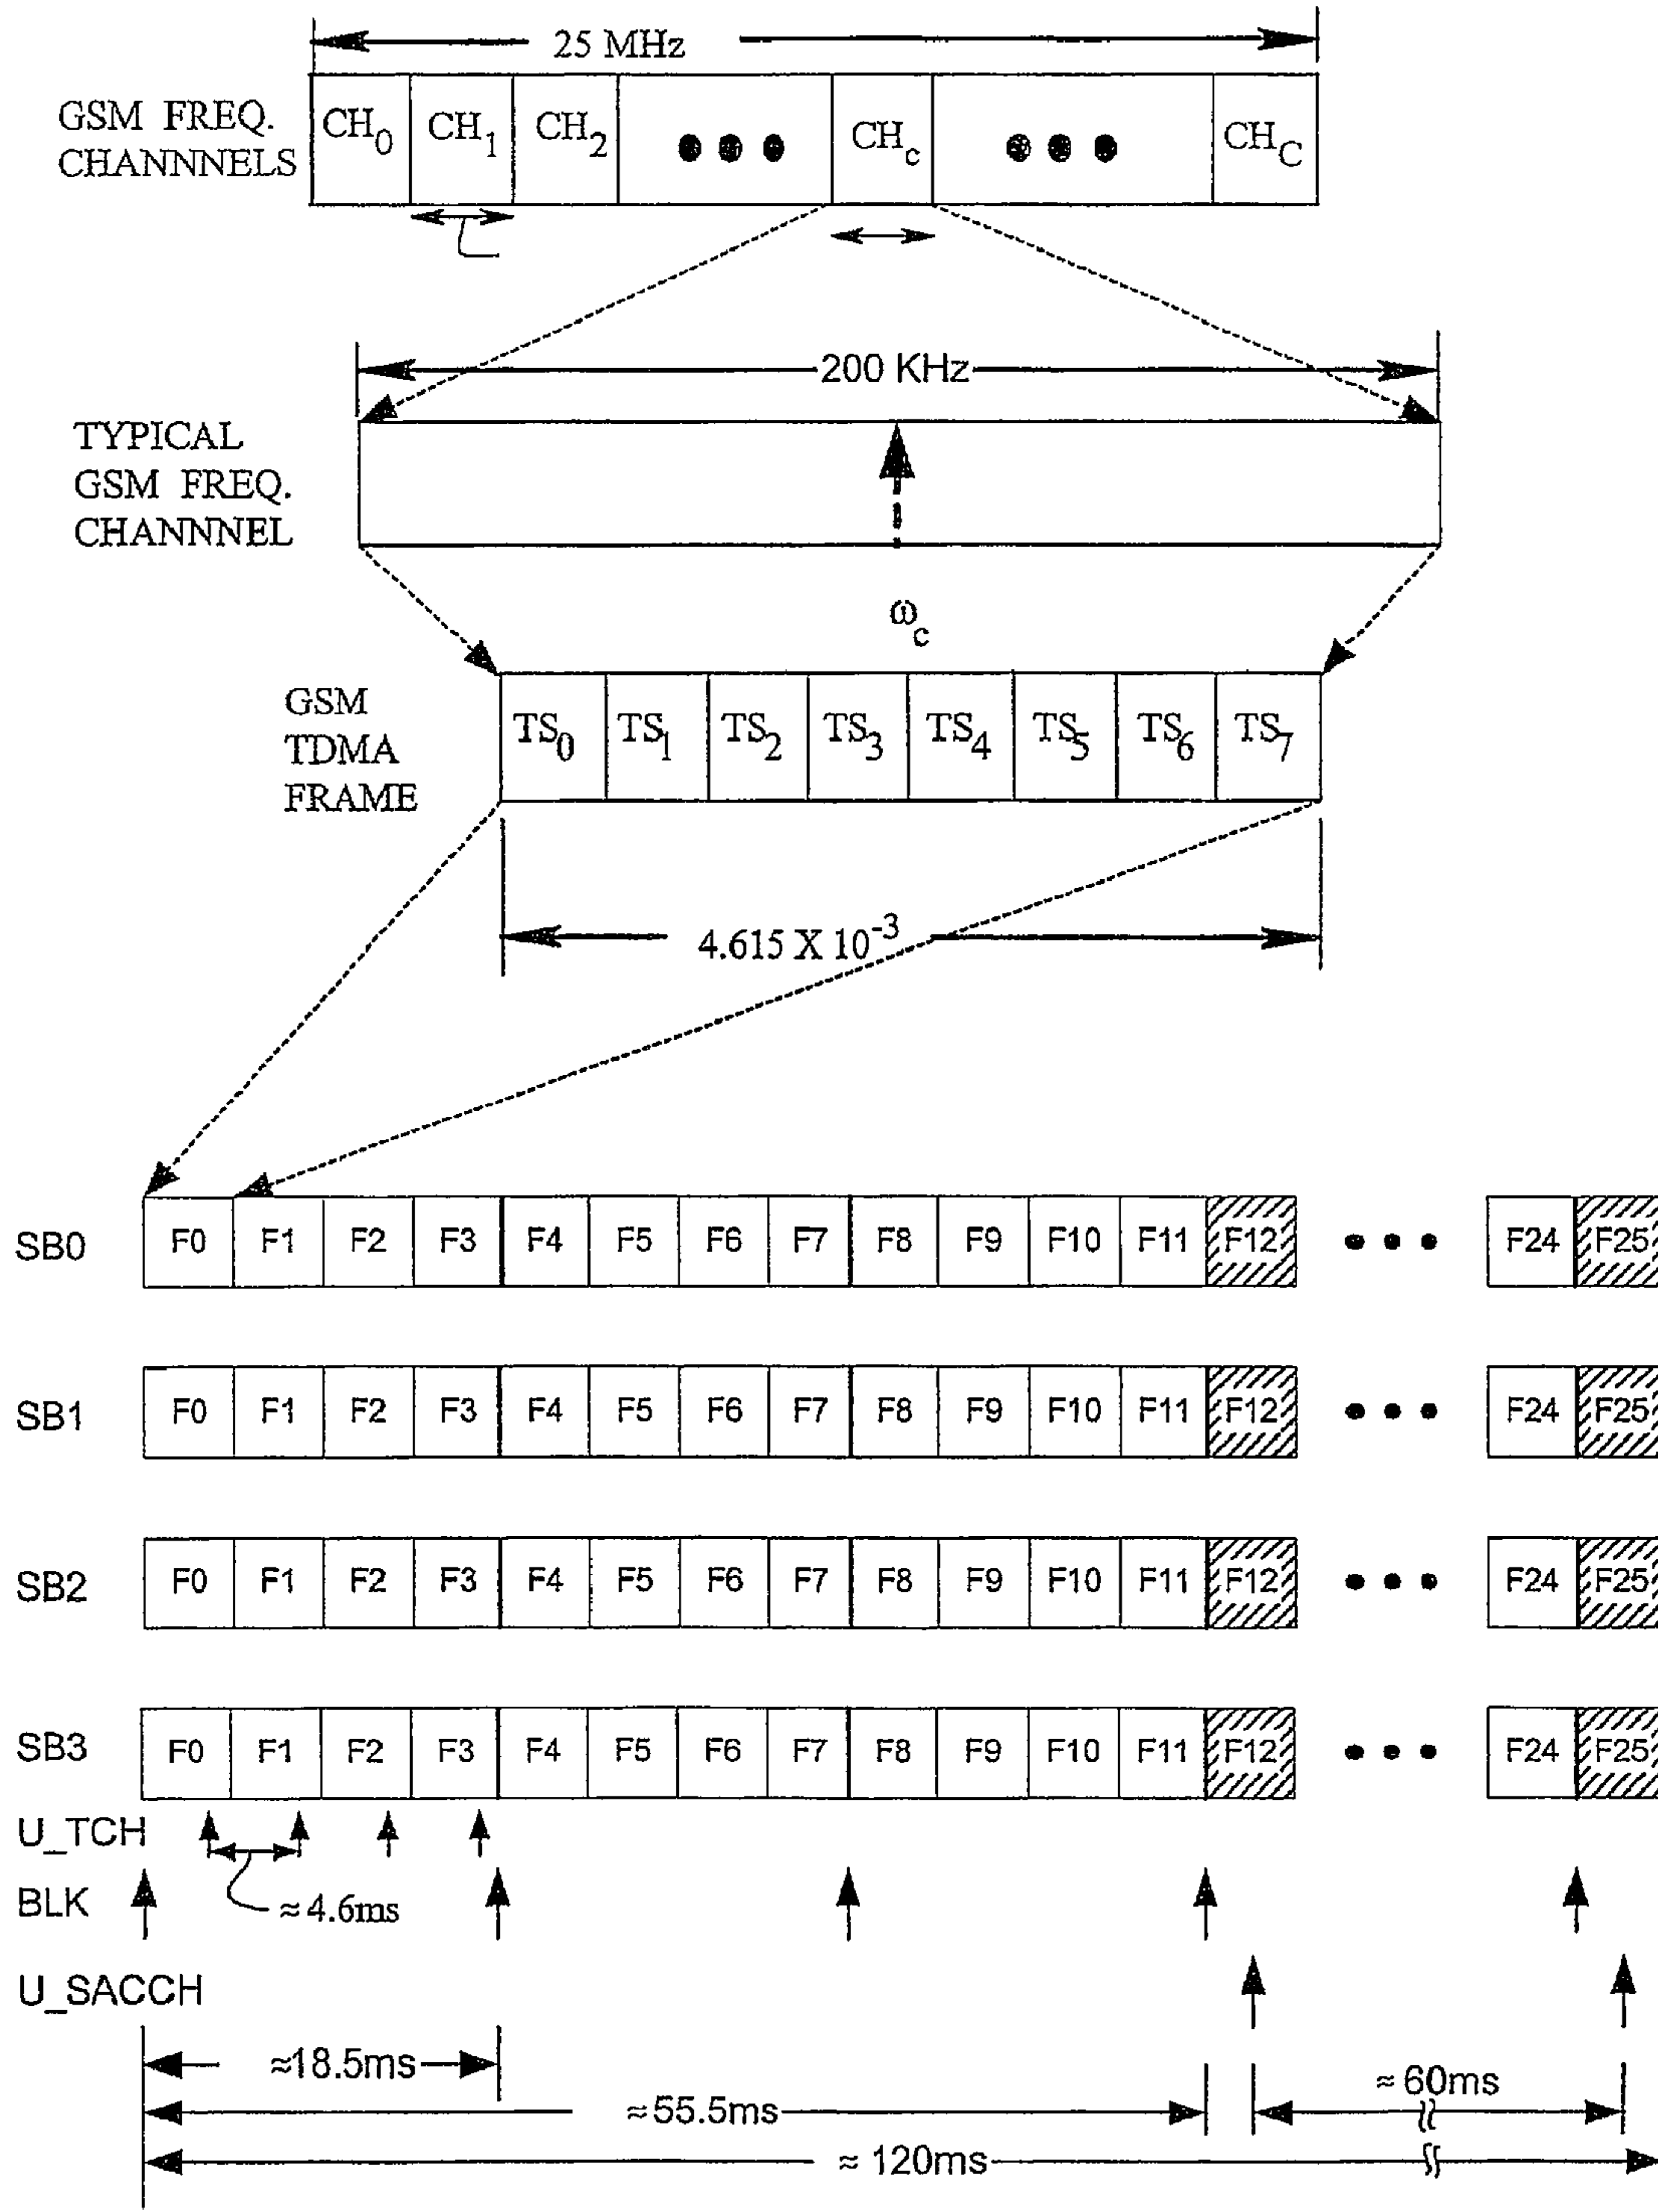 25 MHz
GSM FREQ.
CHANNNELS
CH0 CH1 CH2 ••• CHc ••• CHC
200 KHz
TYPICAL
GSM FREQ.
CHANNNEL
ωc
GSM
TDMA
FRAME
TS0 TS1 TS2 TS3 TS4 TS5 TS6 TS7
4.615 X 10-3
SB0 F0 F1 F2 F3 F4 F5 F6 F7 F8 F9 F10 F11 F12 ••• F24 F25
SB1 F0 F1 F2 F3 F4 F5 F6 F7 F8 F9 F10 F11 F12 ••• F24 F25
SB2 F0 F1 F2 F3 F4 F5 F6 F7 F8 F9 F10 F11 F12 ••• F24 F25
SB3 F0 F1 F2 F3 F4 F5 F6 F7 F8 F9 F10 F11 F12 ••• F24 F25
U_TCH
BLK
≈4.6ms
U_SACCH
≈18.5ms
≈60ms
≈55.5ms
≈120ms